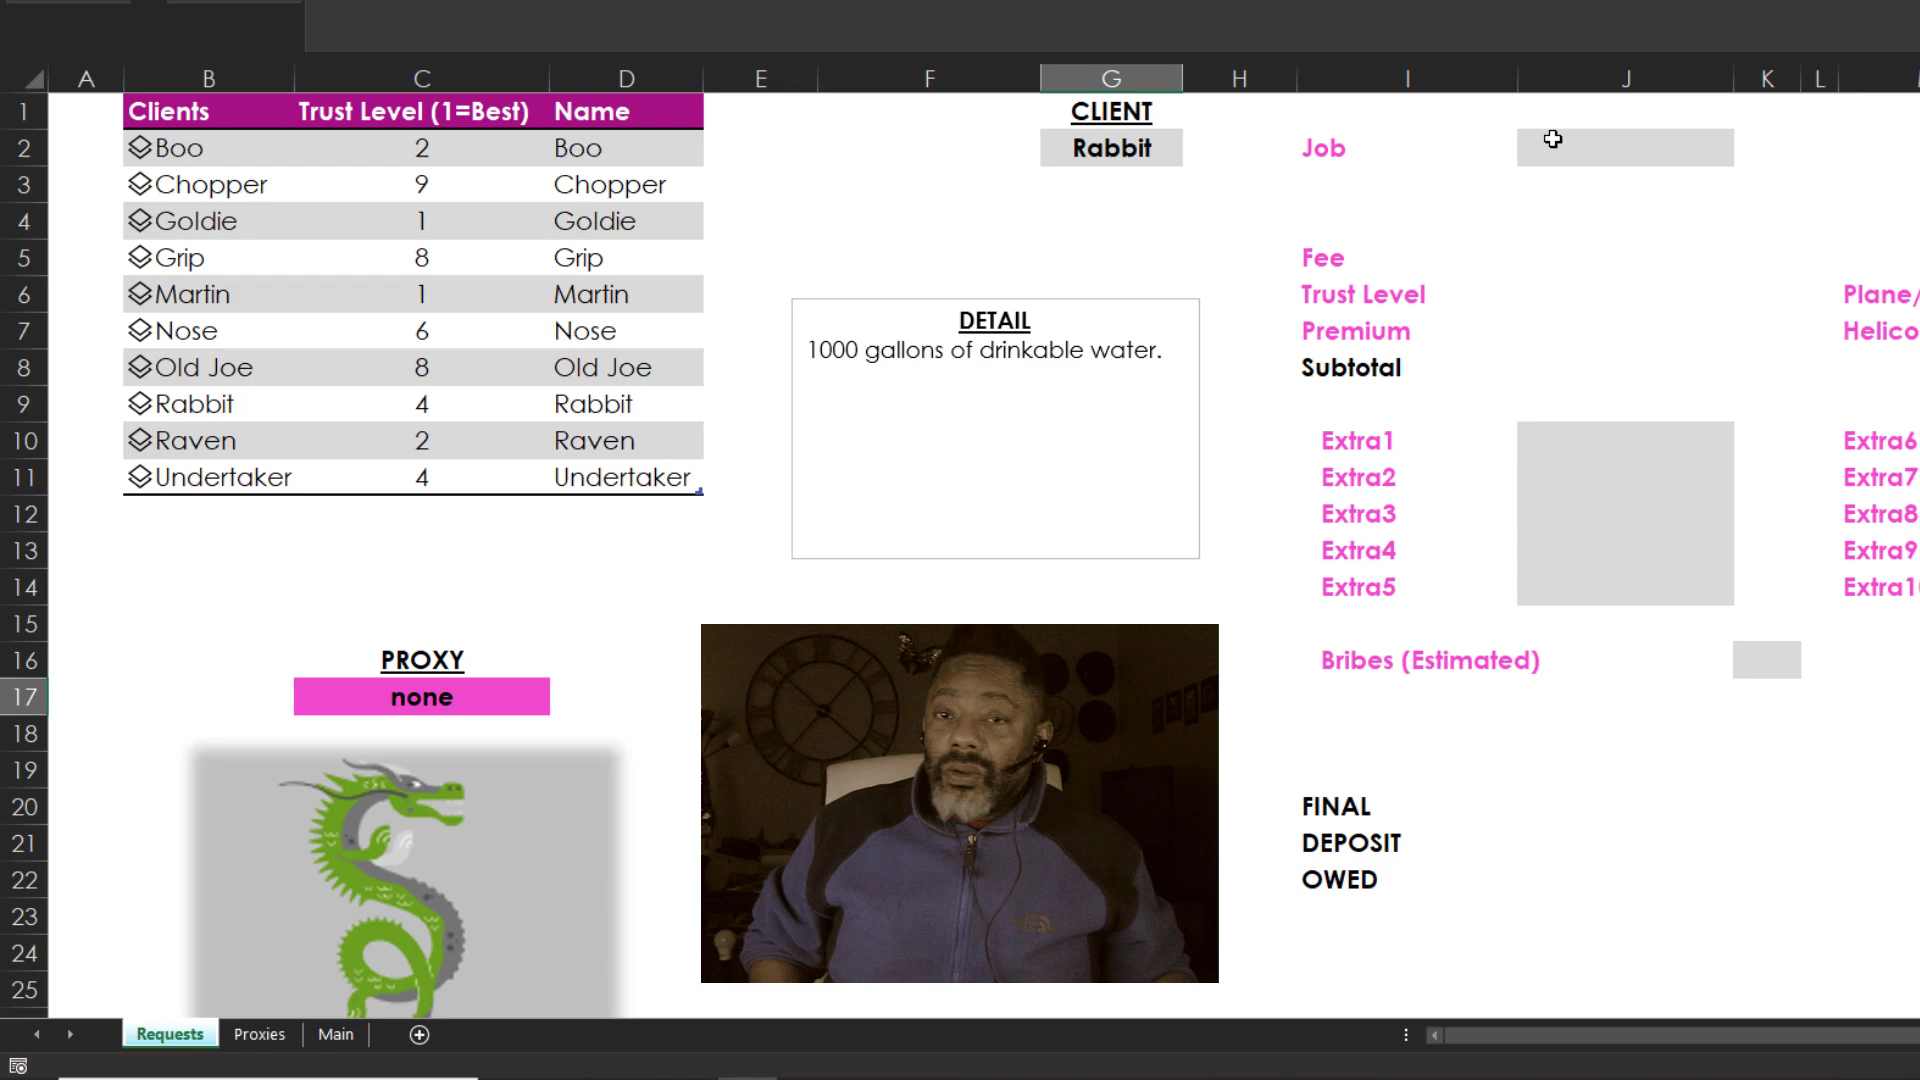 A B C D E F G H I J K L
1 Clients Trust Level (1=Best) Name CLIENT
2 Boo 2 Boo Rabbit Job
3 Chopper 9 Chopper
4 Goldie 1 Goldie
5 Grip 8 Grip Fee
6 Martin 1 Martin Trust Level Plane/
7 Nose 6 Nose Premium
8 Old Joe 8 Old Joe Subtotal
9 Rabbit 4 Rabbit
10 Raven 2 Raven Extra1 Extra6
11 Undertaker 4 Undertaker Extra2 Extra7
DETAIL
1000 gallons of drinkable water.
12 Extra3 Extra8
13 Extra4 Extra9
14 Extra5
15
16 PROXY Bribes (Estimated)
17 none
18
19
20 FINAL
21 DEPOSIT
22 OWED
23
24
25
Requests Proxies Main